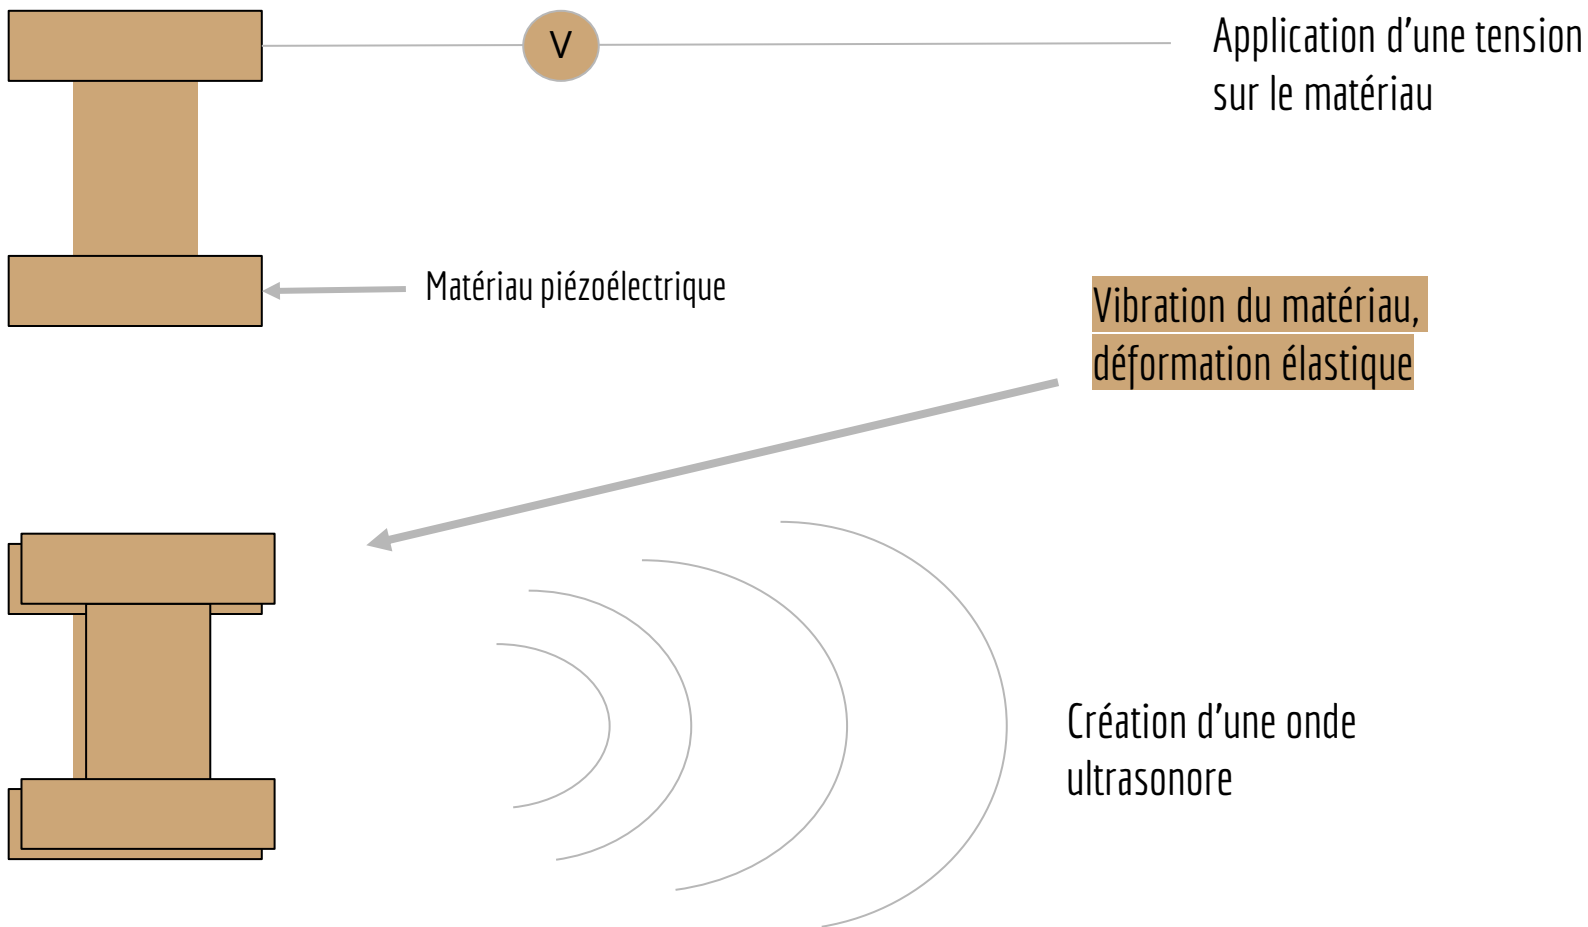 V
Application d'une tension
sur le matériau
Matériau piézoélectrique
Vibration du matériau,
déformation élastique
Création d'une onde
ultrasonore